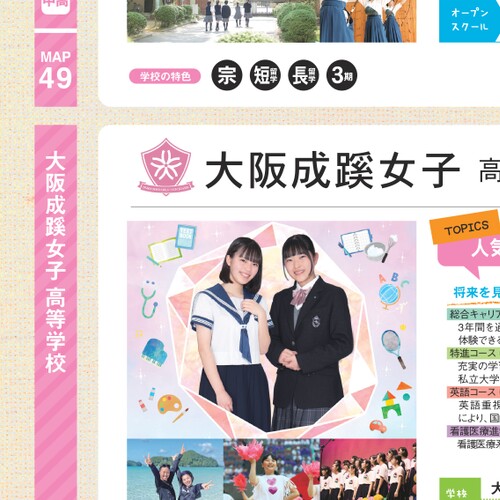 中高
MAP
49
オープン
スクール
学校の特色
宗
短 留学
長 留学
3期
大阪成蹊女子 高等学校
大阪成蹊女子 高
TOPICS
人気
将来を見
総合キャリア
3年間を通
体験できる
特進コース
充実の学習
私立大学
英語コース
英語重視
により、国
看護医療進
看護医療系
ABC
学校
大